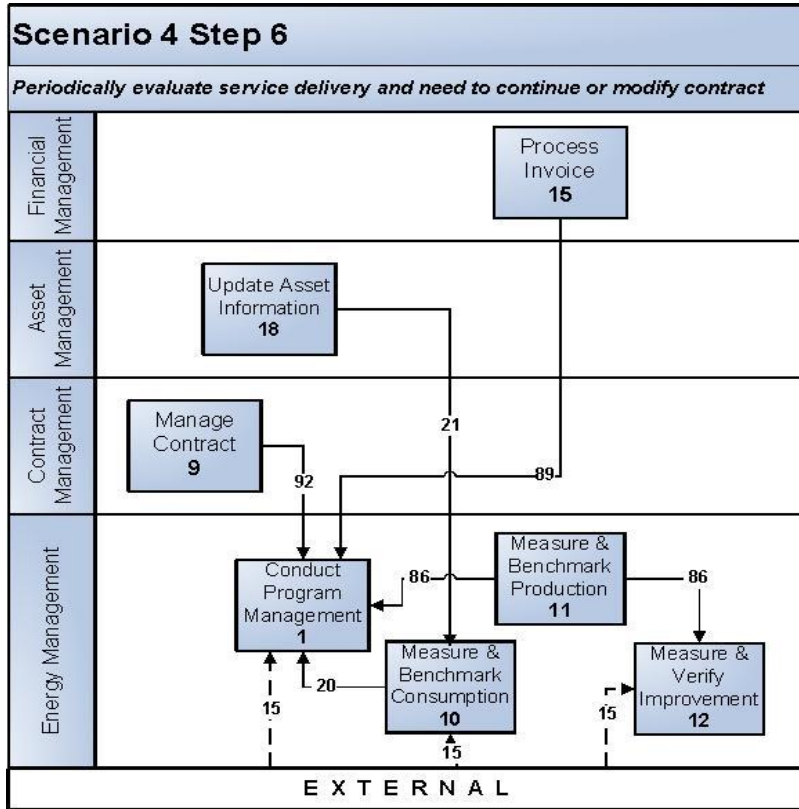 Scenario 4 Step 6
Periodically evaluate service delivery and need to continue or modify contract
Financial
Management
Process
Invoice
15
Asset
Management
Update Asset
Information
18
Contract
Management
Manage
Contract
9
21
92
89
Energy Management
Conduct
Program
Management
1
86
Measure &
Benchmark
Production
11
86
Measure &
Benchmark
Consumption
10
Measure &
Verify
Improvement
12
20
15
15
15
EXTERNAL